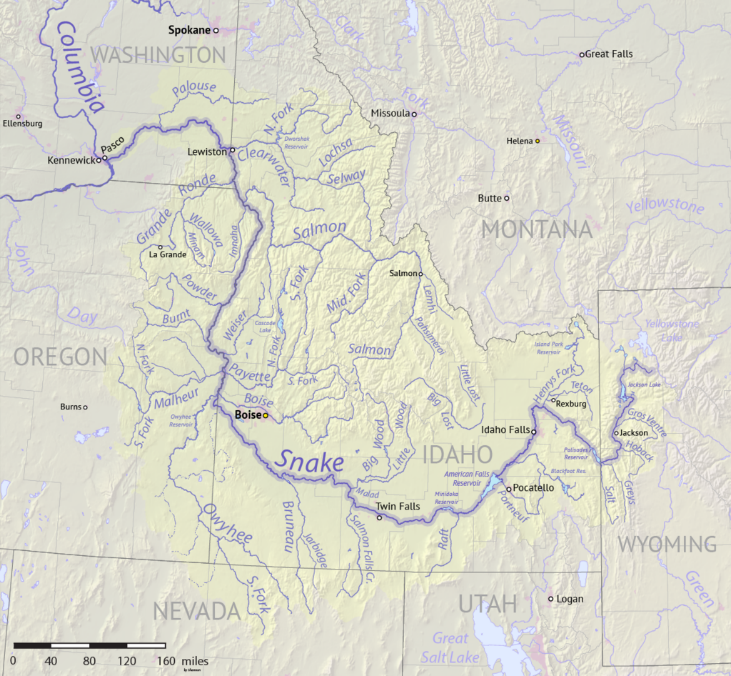 Columbia
Spokane
WASHINGTON
Clark
Fork
Great Falls
Palouse
Missoula
Missouri
Ellensburg
N. Fork
Dworshak
Reservoir
Helena
Pasco
Kennewick
Lewiston
Clearwater
Lochsa
Selway
Butte
Yellowstone
Ronde
Grande
Wallowa
Minam
Imnaha
Salmon
MONTANA
La Grande
John
Day
Salmon
S. Fork
Mid. Fork
Lemhi
Powder
Burnt
Weiser
Cascade
Lake
N. Fork
Pahsimeroi
Yellowstone
Lake
Island Park
Reservoir
OREGON
N. Fork
Payette
S. Fork
Salmon
Little Lost
Henrys Fork
Teton
Jackson Lake
Malheur
Boise
Big
Lost
Rexburg
Burns
S. Fork
Owyhee
Reservoir
Boise
Big
Wood
Little
Wood
Idaho Falls
Gros Ventre
Jackson
Hoback
Snake
IDAHO
Palisades
Reservoir
American Falls
Reservoir
Blackfoot Res.
Salt
Greys
Malad
Minidoka
Reservoir
Pocatello
Portneuf
Twin Falls
Owyhee
Bruneau
Jarbidge
Salmon Falls Cr.
Raft
WYOMING
S. Fork
Green
NEVADA
UTAH
Logan
Great
Salt Lake
0 40 80 120 160 miles